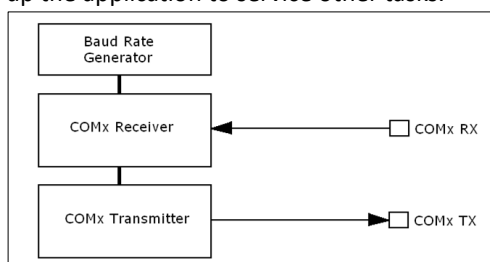 up the application to service other tasks.
Baud Rate
Generator
COMx Receiver
COMx RX
COMx Transmitter
COMx TX